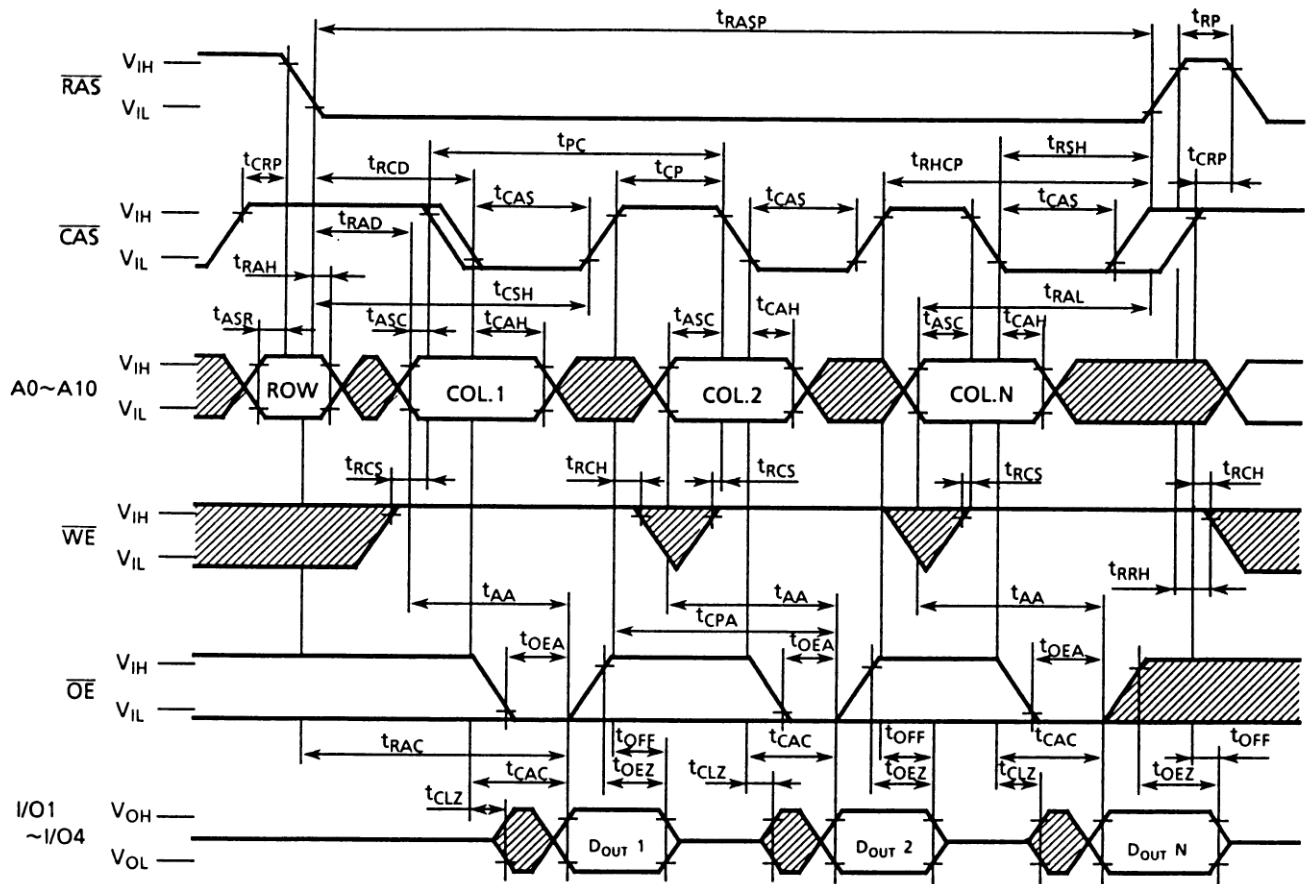 tRASP tRP
VIH
RAS
VIL
tCRP tRCD tPC tCP tRHCP tRSH tCRP
VIH
CAS
VIL
tRAD tCAS tCAS tCAS
tRAH tCSH tRAL
tASR tASC tCAH tASC tCAH tASC tCAH
VIH
A0~A10
VIL
ROW COL.1 COL.2 COL.N
tRCS tRCH tRCS tRCS tRCH
VIH
WE
VIL
tRRH
tAA tAA tAA
tCPA
tOEA tOEA tOEA
VIH
OE
VIL
tRAC tOFF tCAC tOFF tCAC tOFF
tCAC tOEZ tCLZ tOEZ tCLZ tOEZ
tCLZ
I/O1 VOH
~I/O4
VOL
DOUT 1 DOUT 2 DOUT N